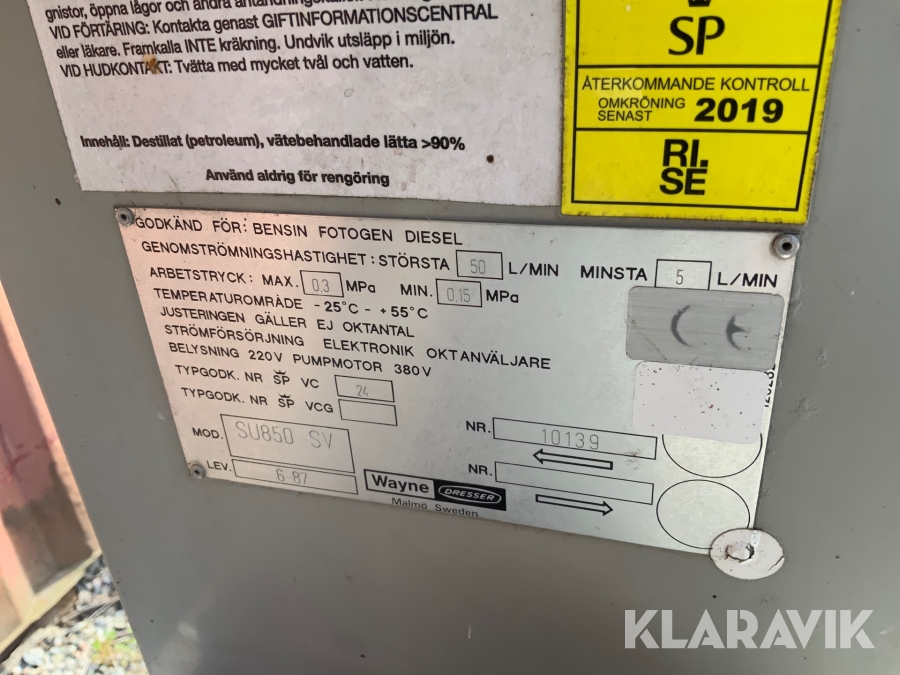 gnistor, öppna lågor och andra
VID FÖRTÄRING: Kontakta genast GIFTINFORMATIONSCENTRAL
eller läkare. Framkalla INTE kräkning. Undvik utsläpp i miljön.
VID HUDKONTAKT: Tvätta med mycket tvål och vatten.
Innehåll: Destillat (petroleum), vätebehandlade lätta >90%
Använd aldrig för rengöring
SP
ÅTERKOMMANDE KONTROLL
OMKRÖNING SENAST 2019
RI.
SE
GODKÄND FÖR: BENSIN FOTOGEN DIESEL
GENOMSTRÖMNINGSHASTIGHET: STÖRSTA 50 L/MIN MINSTA 5 L/MIN
ARBETSTRYCK: MAX. 0,3 MPa MIN. 0,15 MPa
TEMPERATUROMRÅDE -25°C - +55°C
JUSTERINGEN GÄLLER EJ OKTANTAL
STRÖMFÖRSÖRJNING ELEKTRONIK OKTANVÄLJARE
BELYSNING 220V PUMPMOTOR 380V
TYPGODK. NR SP VC 24
TYPGODK. NR SP VCG
MOD. SU850 SV
LEV. 6-87
NR. 10139
NR.
CE
Wayne DRESSER
Malmö Sweden
KLARAVIK